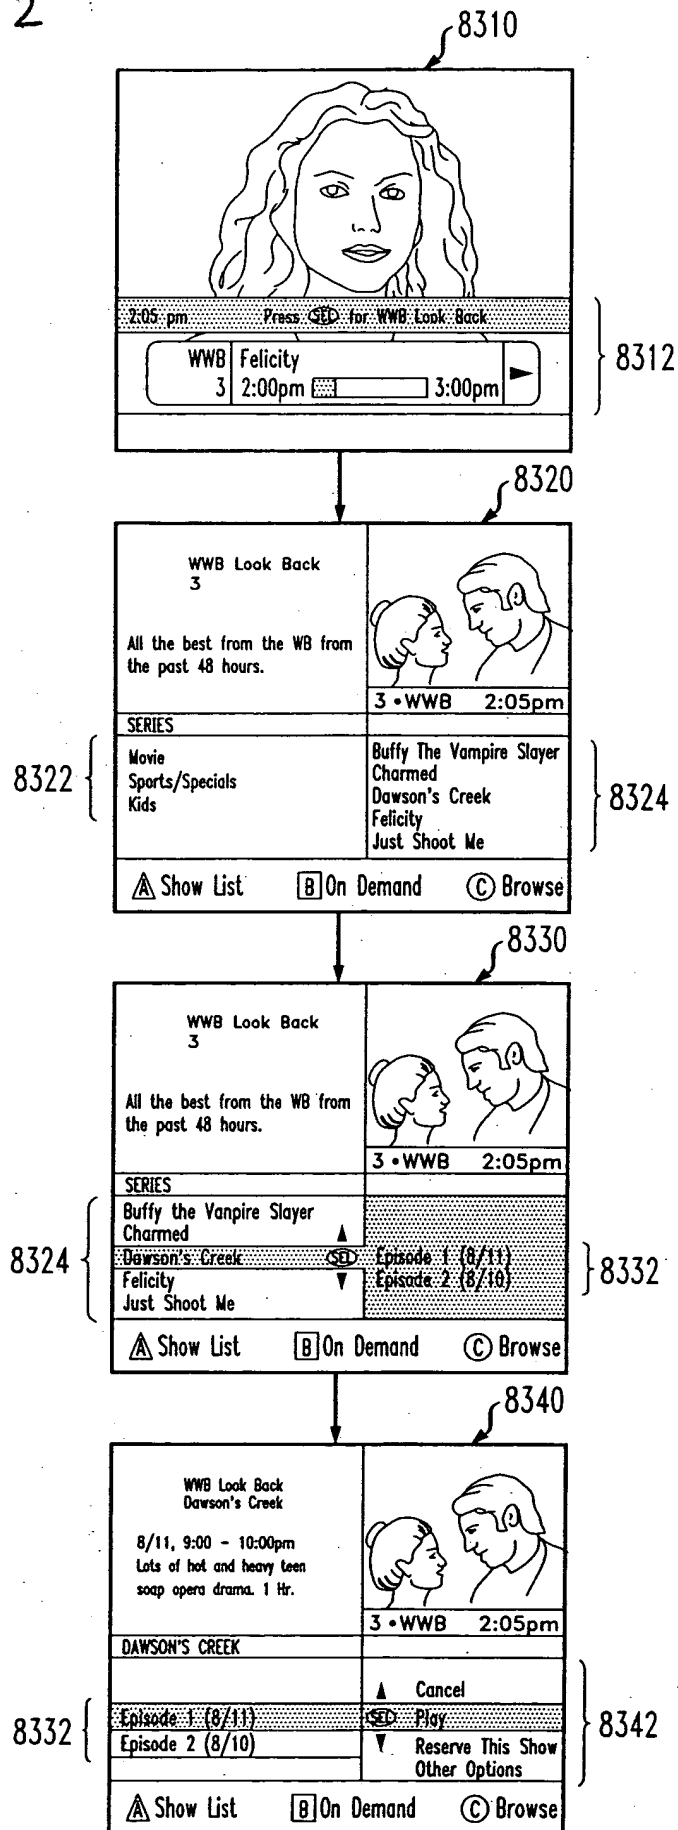 2
8310
2:05 pm Press SEL for WWB Look Back
WWB Felicity
3 2:00pm 3:00pm
8312
8320
WWB Look Back
3
All the best from the WB from
the past 48 hours.
3 • WWB 2:05pm
SERIES
Movie
Sports/Specials
Kids
8322
Buffy The Vampire Slayer
Charmed
Dawson's Creek
Felicity
Just Shoot Me
8324
A Show List B On Demand C Browse
8330
WWB Look Back
3
All the best from the WB from
the past 48 hours.
3 • WWB 2:05pm
SERIES
Buffy the Vanpire Slayer
Charmed
Dawson's Creek SEL
Felicity
Just Shoot Me
8324
Episode 1 (8/11)
Episode 2 (8/10)
8332
A Show List B On Demand C Browse
8340
WWB Look Back
Dawson's Creek
8/11, 9:00 - 10:00pm
Lots of hot and heavy teen
soap opera drama. 1 Hr.
3 • WWB 2:05pm
DAWSON'S CREEK
Episode 1 (8/11)
Episode 2 (8/10)
8332
Cancel
SEL Play
Reserve This Show
Other Options
8342
A Show List B On Demand C Browse